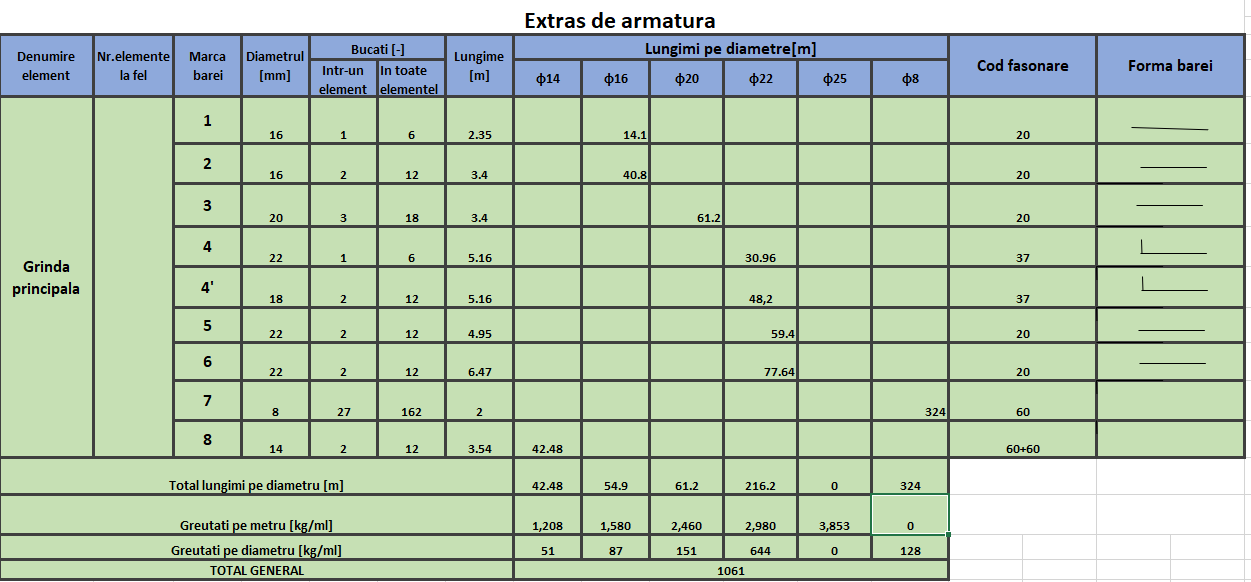 Extras de armatura
Denumire element Nr.elemente la fel Marca barei Diametrul [mm] Bucati [-] Lungime [m] Lungimi pe diametre[m] Cod fasonare Forma barei
Intr-un element In toate elementel ф14 ф16 ф20 ф22 ф25 ф8
Grinda principala
1 16 1 6 2.35 14.1 20
2 16 2 12 3.4 40.8 20
3 20 3 18 3.4 61.2 20
4 22 1 6 5.16 30.96 37
4' 18 2 12 5.16 48,2 37
5 22 2 12 4.95 59.4 20
6 22 2 12 6.47 77.64 20
7 8 27 162 2 324 60
8 14 2 12 3.54 42.48 60+60
Total lungimi pe diametru [m] 42.48 54.9 61.2 216.2 0 324
Greutati pe metru [kg/ml] 1,208 1,580 2,460 2,980 3,853 0
Greutati pe diametru [kg/ml] 51 87 151 644 0 128
TOTAL GENERAL 1061